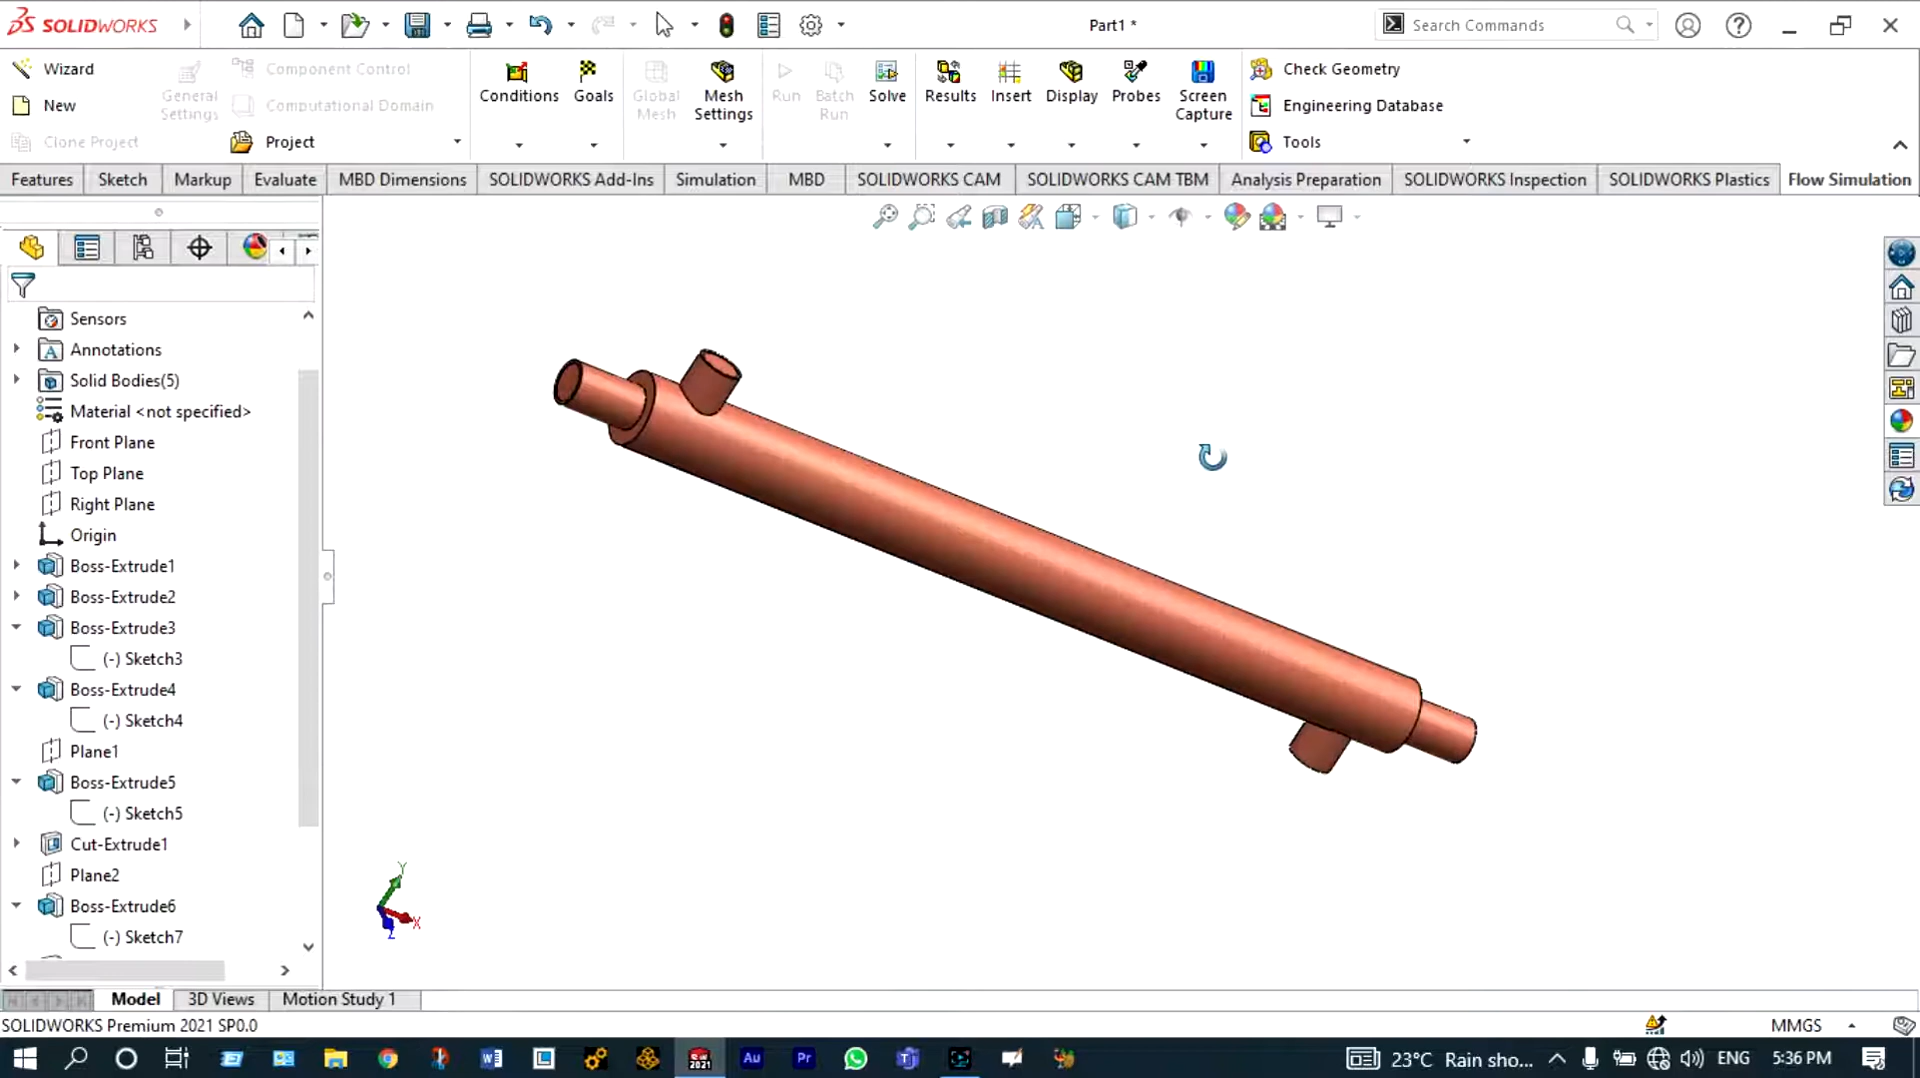 SOLIDWORKS
Part1 *
Search Commands
Wizard
New
Clone Project
General Settings
Component Control
Computational Domain
Project
Conditions
Goals
Global Mesh
Mesh Settings
Run
Batch Run
Solve
Results
Insert
Display
Probes
Screen Capture
Check Geometry
Engineering Database
Tools
Features
Sketch
Markup
Evaluate
MBD Dimensions
SOLIDWORKS Add-Ins
Simulation
MBD
SOLIDWORKS CAM
SOLIDWORKS CAM TBM
Analysis Preparation
SOLIDWORKS Inspection
SOLIDWORKS Plastics
Flow Simulation
Sensors
Annotations
Solid Bodies(5)
Material <not specified>
Front Plane
Top Plane
Right Plane
Origin
Boss-Extrude1
Boss-Extrude2
Boss-Extrude3
(-) Sketch3
Boss-Extrude4
(-) Sketch4
Plane1
Boss-Extrude5
(-) Sketch5
Cut-Extrude1
Plane2
Boss-Extrude6
(-) Sketch7
Y
X
Z
Model
3D Views
Motion Study 1
SOLIDWORKS Premium 2021 SP0.0
MMGS
SW 2021
Au
Pr
23°C Rain sho...
ENG
5:36 PM